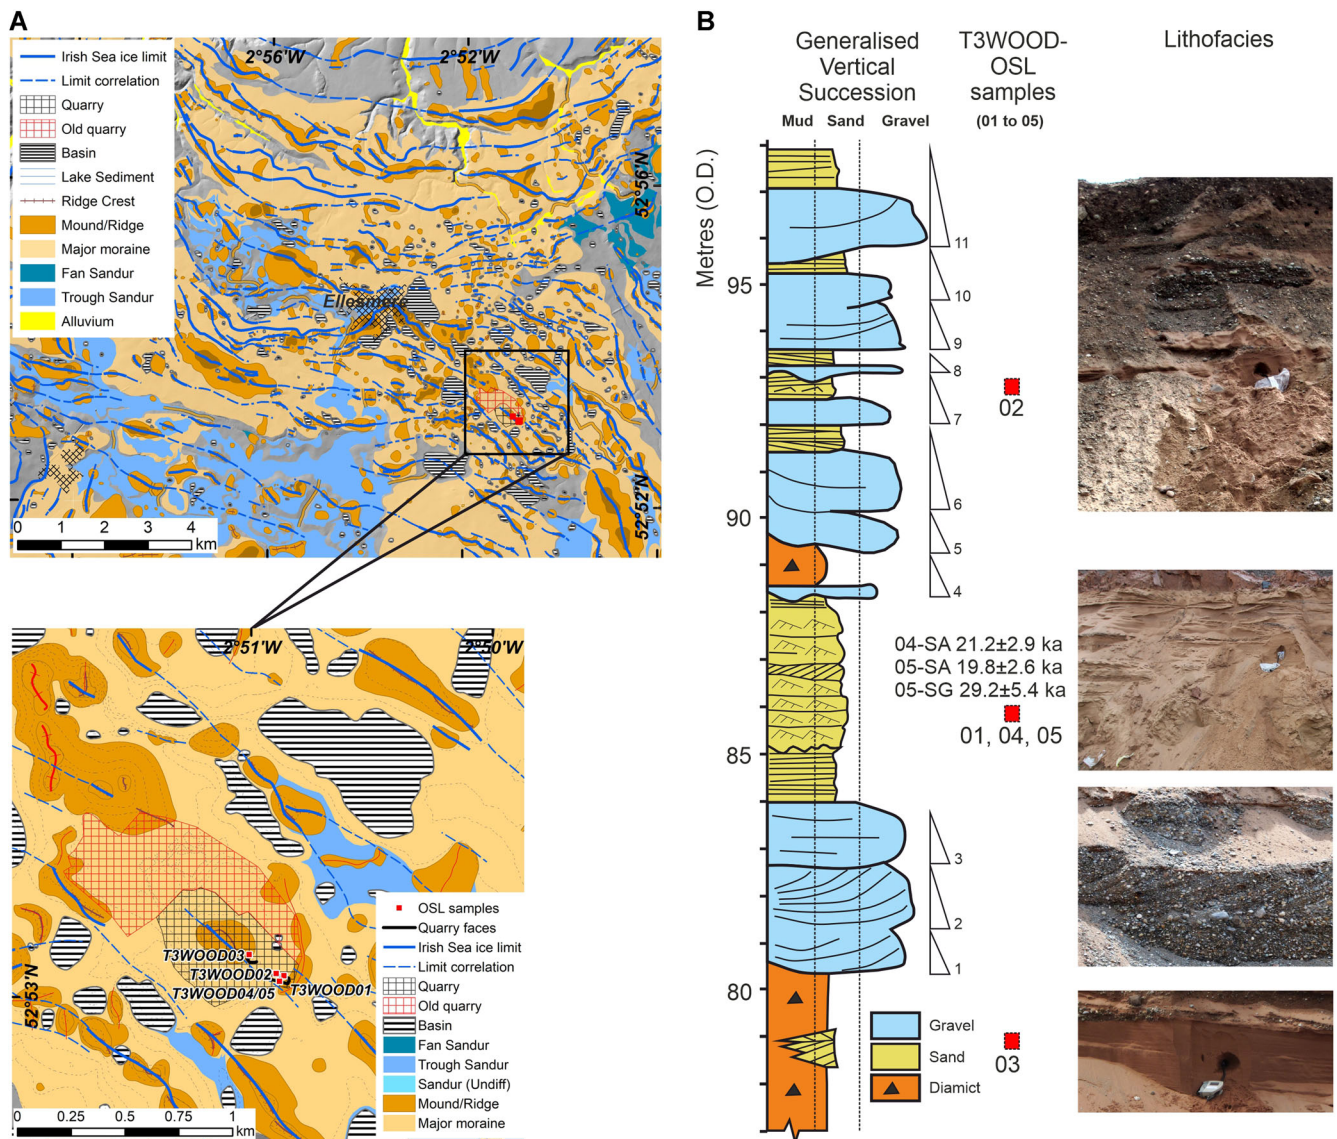 A
Irish Sea ice limit
Limit correlation
Quarry
Old quarry
Basin
Lake Sediment
Ridge Crest
Mound/Ridge
Major moraine
Fan Sandur
Trough Sandur
Alluvium
2°56'W
2°52'W
52°56'N
52°52'N
Ellesmere
0 1 2 3 4
km
2°51'W
2°50'W
52°53'N
T3WOOD03
T3WOOD02
T3WOOD04/05
T3WOOD01
OSL samples
Quarry faces
Irish Sea ice limit
Limit correlation
Quarry
Old quarry
Basin
Fan Sandur
Trough Sandur
Sandur (Undiff)
Mound/Ridge
Major moraine
0 0.25 0.5 0.75 1
km
B
Generalised
Vertical
Succession
Mud Sand Gravel
T3WOOD-
OSL
samples
(01 to 05)
Lithofacies
Metres (O.D.)
95
90
85
80
11
10
9
8
7
6
5
4
3
2
1
02
04-SA 21.2±2.9 ka
05-SA 19.8±2.6 ka
05-SG 29.2±5.4 ka
01, 04, 05
03
Gravel
Sand
Diamict